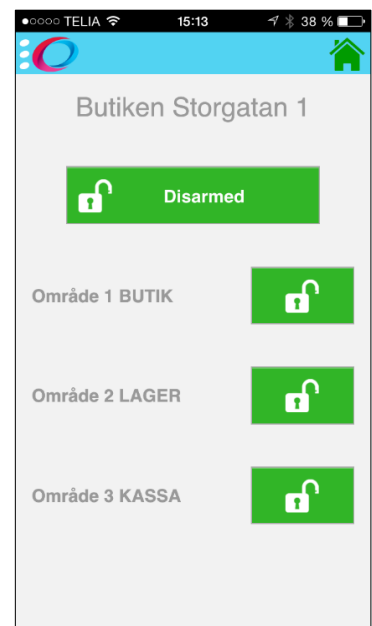 TELIA 15:13 38 %
Butiken Storgatan 1
Disarmed
Område 1 BUTIK
Område 2 LAGER
Område 3 KASSA